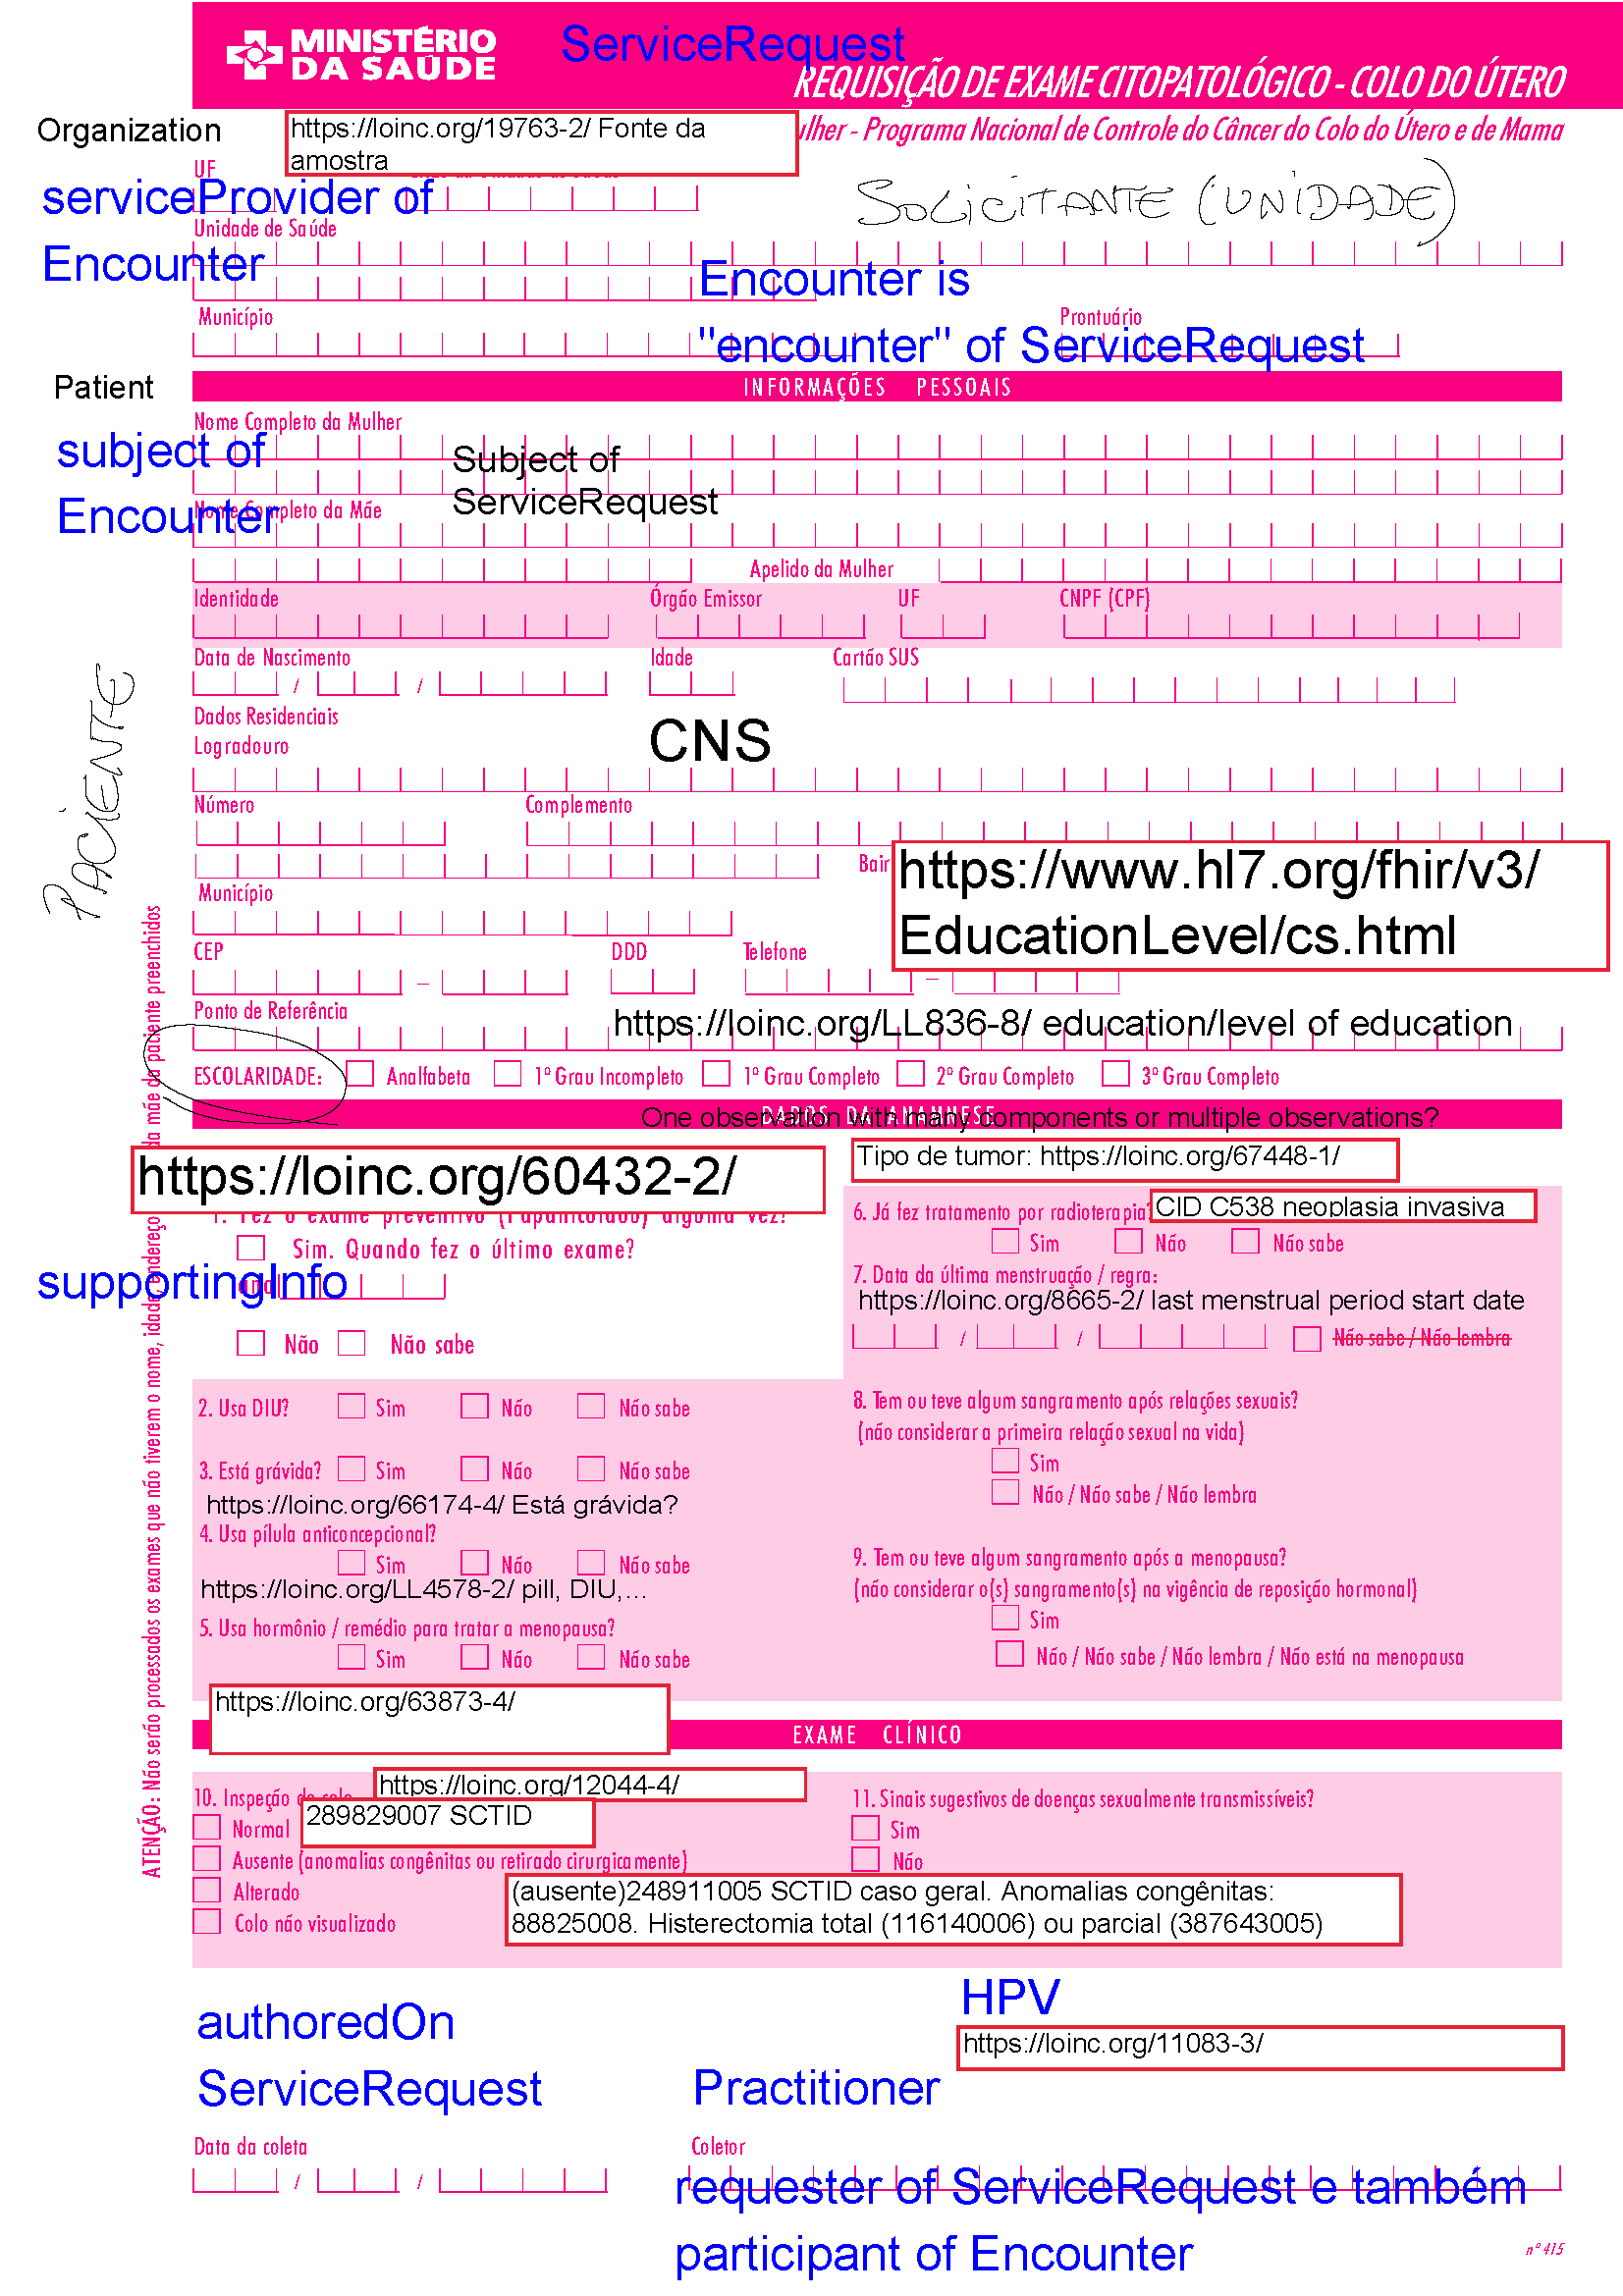 MINISTÉRIO
DA SAÚDE
ServiceRequest
REQUISIÇÃO DE EXAME CITOPATOLÓGICO - COLO DO ÚTERO
Organization
https://loinc.org/19763-2/ Fonte da
amostra
- Programa Nacional de Controle do Câncer do Colo do Útero e de Mama
UF
serviceProvider of
Encounter
SOLICITANTE (UNIDADE)
Unidade de Saúde
Encounter is
"encounter" of ServiceRequest
Município
Prontuário
Patient
INFORMAÇÕES PESSOAIS
Nome Completo da Mulher
subject of
Encounter
Subject of
ServiceRequest
Nome Completo da Mãe
Apelido da Mulher
Identidade
Órgão Emissor
UF
CNPF (CPF)
Data de Nascimento
Idade
Cartão SUS
/ /
PACIENTE
Dados Residenciais
CNS
Logradouro
Número
Complemento
https://www.hl7.org/fhir/v3/
EducationLevel/cs.html
Município
CEP
DDD
Telefone
Ponto de Referência
https://loinc.org/LL836-8/ education/level of education
ESCOLARIDADE: Analfabeta 1º Grau Incompleto 1º Grau Completo 2º Grau Completo 3º Grau Completo
DADOS DA ANAMNESE
One observation with many components or multiple observations?
https://loinc.org/60432-2/
1. Fez o exame preventivo (Papanicolaou) alguma vez?
Sim. Quando fez o último exame?
ano
supportingInfo
Não Não sabe
2. Usa DIU? Sim Não Não sabe
3. Está grávida? Sim Não Não sabe
https://loinc.org/66174-4/ Está grávida?
4. Usa pílula anticoncepcional?
Sim Não Não sabe
https://loinc.org/LL4578-2/ pill, DIU,...
5. Usa hormônio / remédio para tratar a menopausa?
Sim Não Não sabe
https://loinc.org/63873-4/
Tipo de tumor: https://loinc.org/67448-1/
6. Já fez tratamento por radioterapia?
CID C538 neoplasia invasiva
Sim Não Não sabe
7. Data da última menstruação / regra:
https://loinc.org/8665-2/ last menstrual period start date
/ / Não sabe / Não lembra
8. Tem ou teve algum sangramento após relações sexuais?
(não considerar a primeira relação sexual na vida)
Sim
Não / Não sabe / Não lembra
9. Tem ou teve algum sangramento após a menopausa?
(não considerar o(s) sangramento(s) na vigência de reposição hormonal)
Sim
Não / Não sabe / Não lembra / Não está na menopausa
ATENÇÃO: Não serão processados os exames que não tiverem o nome, idade, endereço da mãe da paciente preenchidos
EXAME CLÍNICO
10. Inspeção do colo
https://loinc.org/12044-4/
Normal
289829007 SCTID
Ausente (anomalias congênitas ou retirado cirurgicamente)
Alterado
Colo não visualizado
11. Sinais sugestivos de doenças sexualmente transmissíveis?
Sim
Não
(ausente)248911005 SCTID caso geral. Anomalias congênitas:
88825008. Histerectomia total (116140006) ou parcial (387643005)
HPV
https://loinc.org/11083-3/
authoredOn
ServiceRequest
Practitioner
Data da coleta
Coletor
/ /
requester of ServiceRequest e também
participant of Encounter
nº 415